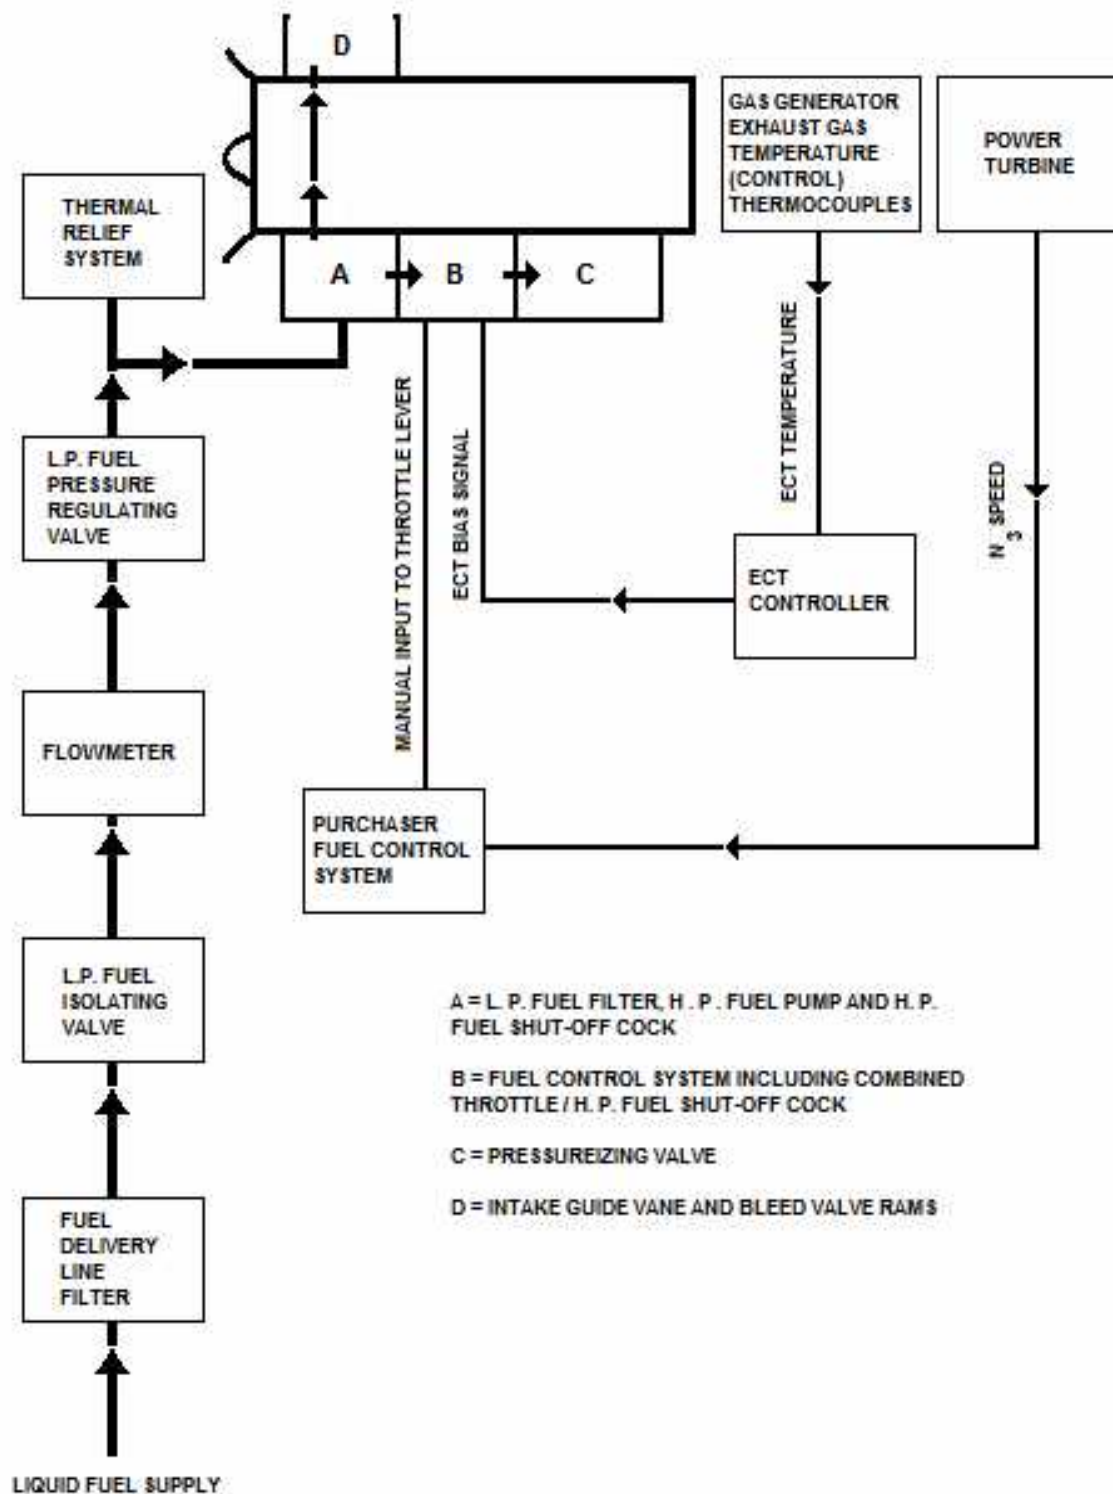 D
GAS GENERATOR
EXHAUST GAS
TEMPERATURE
(CONTROL)
THERMOCOUPLES
POWER
TURBINE
THERMAL
RELIEF
SYSTEM
A
B
C
L.P. FUEL
PRESSURE
REGULATING
VALVE
MANUAL INPUT TO THROTTLE LEVER
ECT BIAS SIGNAL
ECT TEMPERATURE
N3 SPEED
ECT
CONTROLLER
FLOWMETER
PURCHASER
FUEL CONTROL
SYSTEM
L.P. FUEL
ISOLATING
VALVE
A = L. P. FUEL FILTER, H . P . FUEL PUMP AND H. P.
FUEL SHUT-OFF COCK
B = FUEL CONTROL SYSTEM INCLUDING COMBINED
THROTTLE / H. P. FUEL SHUT-OFF COCK
C = PRESSUREIZING VALVE
D = INTAKE GUIDE VANE AND BLEED VALVE RAMS
FUEL
DELIVERY
LINE
FILTER
LIQUID FUEL SUPPLY